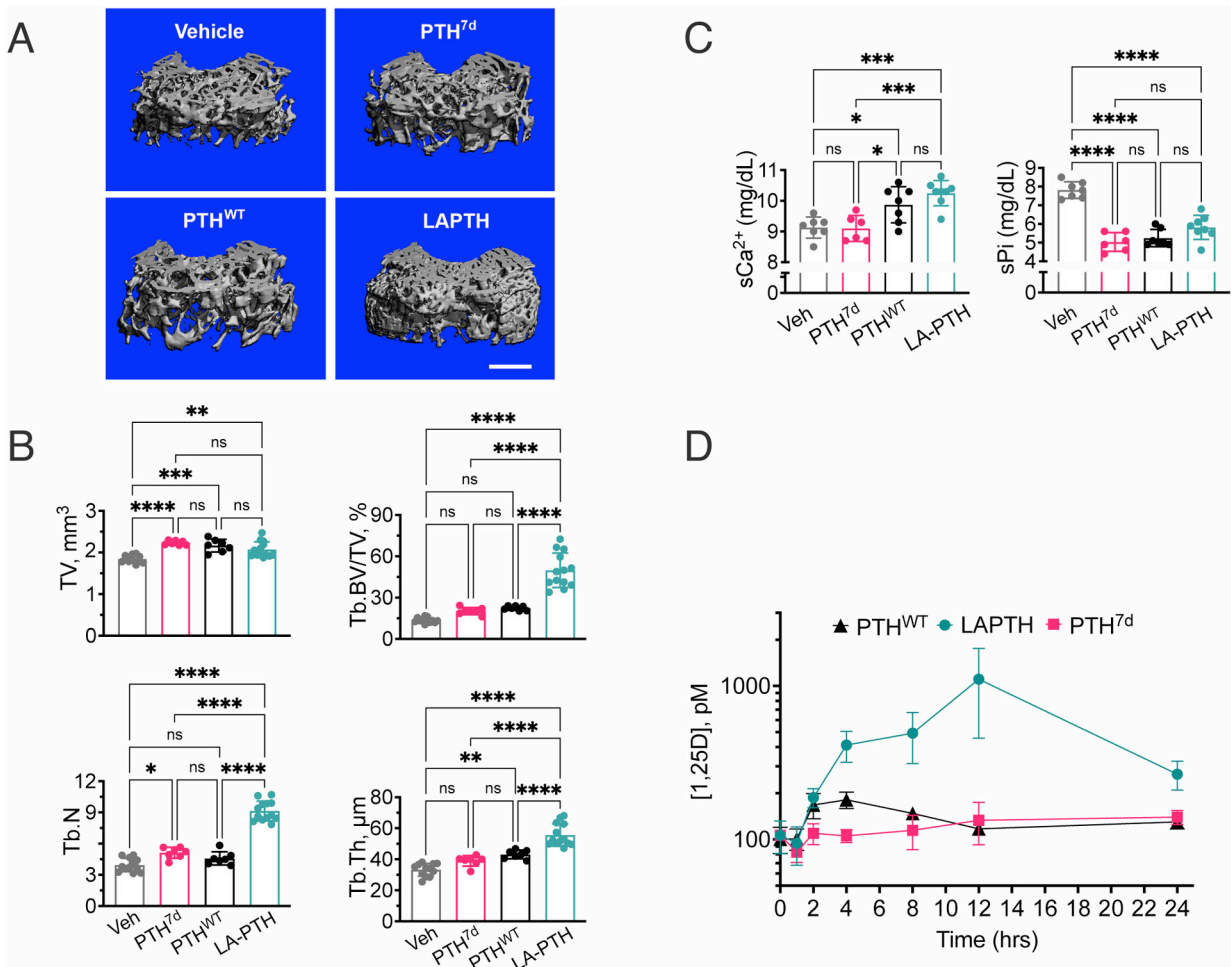 A
Vehicle
PTH7d
PTHWT
LAPTH
B
**
ns
***
**** ns ns
TV, mm3
3
2
1
0
****
****
ns
ns ns ****
Tb.BV/TV, %
90
60
30
0
****
****
ns
* ns ****
Tb.N
12
9
6
3
0
Veh
PTH7d
PTHWT
LA-PTH
****
****
**
ns ns ****
Tb.Th, μm
80
60
40
20
0
Veh
PTH7d
PTHWT
LA-PTH
C
***
***
*
ns * ns
sCa2+ (mg/dL)
11
10
9
8
0
Veh
PTH7d
PTHWT
LA-PTH
****
ns
****
**** ns ns
sPi (mg/dL)
9
8
7
6
5
4
0
Veh
PTH7d
PTHWT
LA-PTH
D
PTHWT LAPTH PTH7d
[1,25D], pM
1000
100
0 2 4 6 8 10 12 14 16 18 20 22 24
Time (hrs)